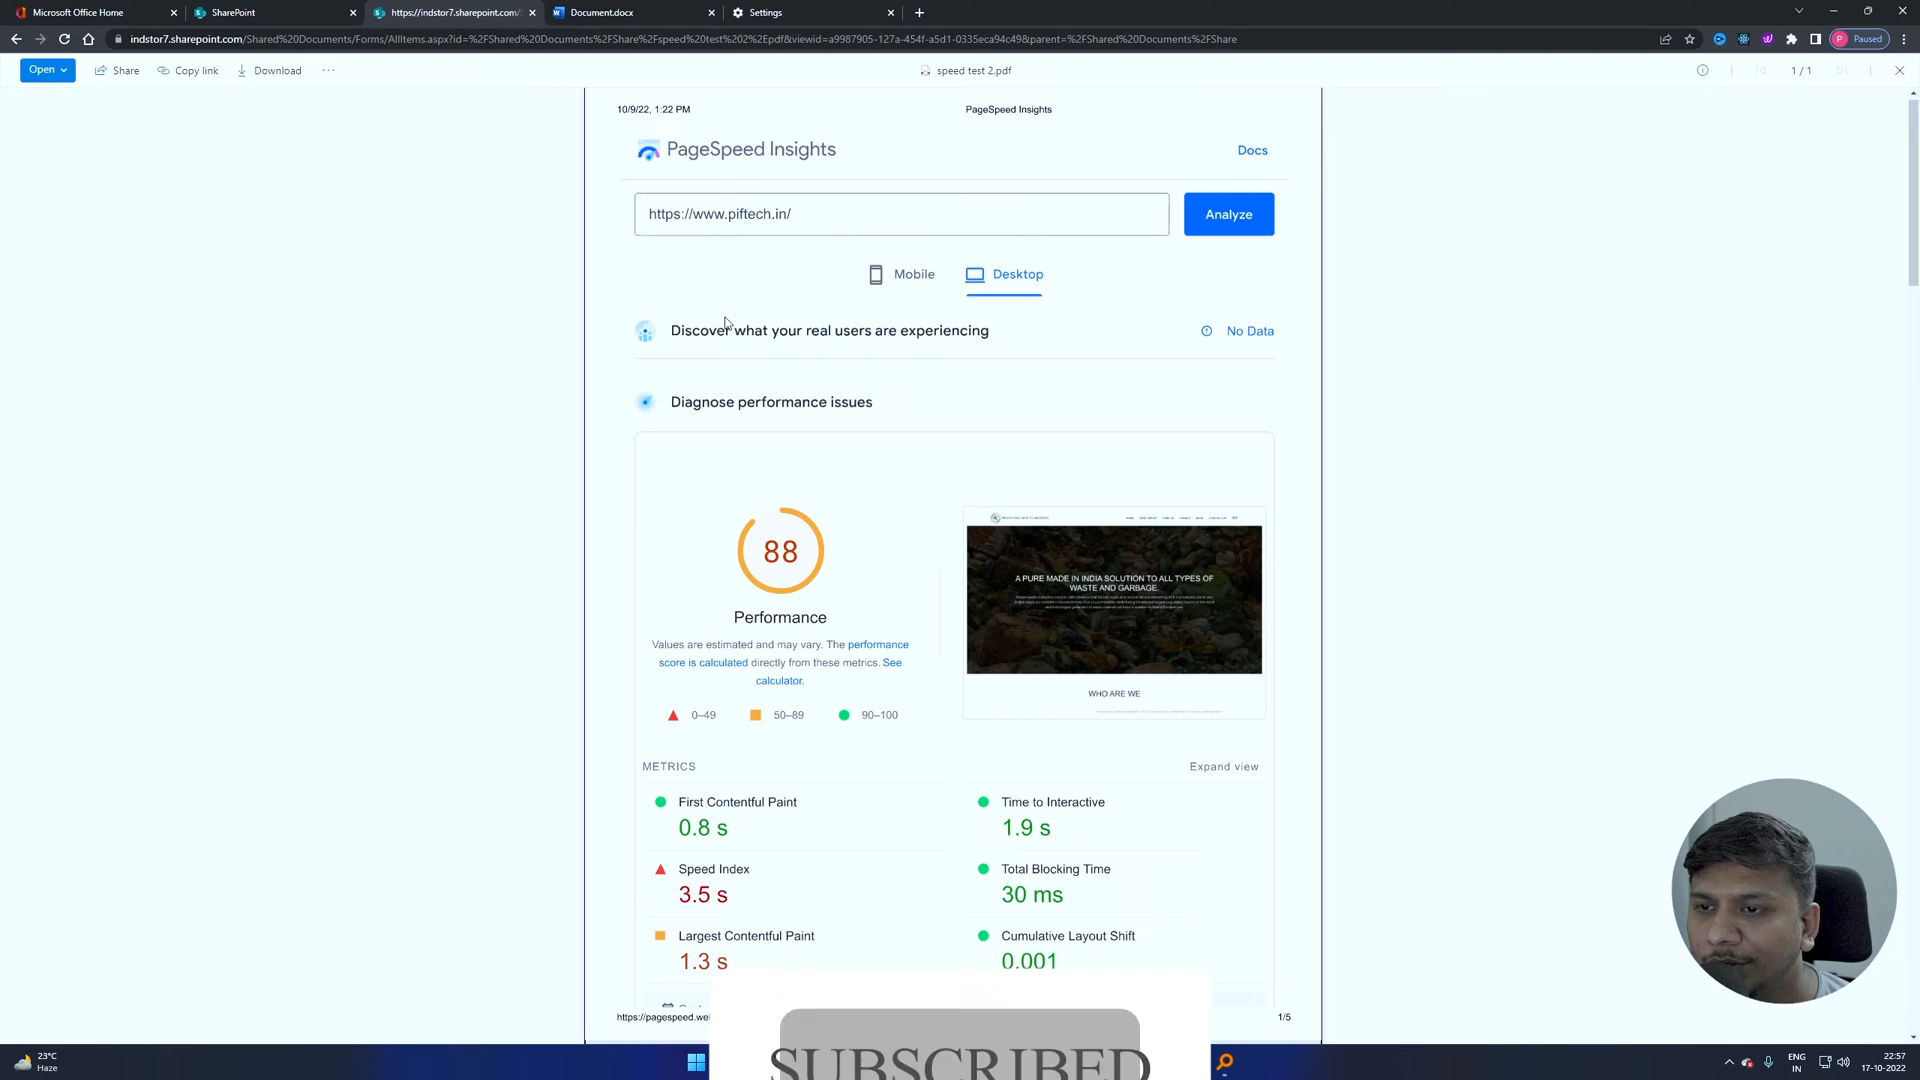 Microsoft Office Home
SharePoint
https://indstor7.sharepoint.com/
Document.docx
Settings
indstor7.sharepoint.com/Shared%20Documents/Forms/AllItems.aspx?id=%2FShared%20Documents%2FShare%2Fspeed%20test%202%2Epdf&viewid=a9987905-127a-454f-a5d1-0335eca94c49&parent=%2FShared%20Documents%2FShare
Paused
Open
Share
Copy link
Download
speed test 2.pdf
1 / 1
10/9/22, 1:22 PM
PageSpeed Insights
PageSpeed Insights
Docs
https://www.piftech.in/
Analyze
Mobile
Desktop
Discover what your real users are experiencing
No Data
Diagnose performance issues
88
Performance
Values are estimated and may vary. The performance
score is calculated directly from these metrics. See
calculator.
0–49
50–89
90–100
A PURE MADE IN INDIA SOLUTION TO ALL TYPES OF
WASTE AND GARBAGE.
WHO ARE WE
METRICS
Expand view
First Contentful Paint
0.8 s
Time to Interactive
1.9 s
Speed Index
3.5 s
Total Blocking Time
30 ms
Largest Contentful Paint
1.3 s
Cumulative Layout Shift
0.001
https://pagespeed.we
1/5
SUBSCRIBED
23°C
Haze
ENG
IN
22:57
17-10-2022